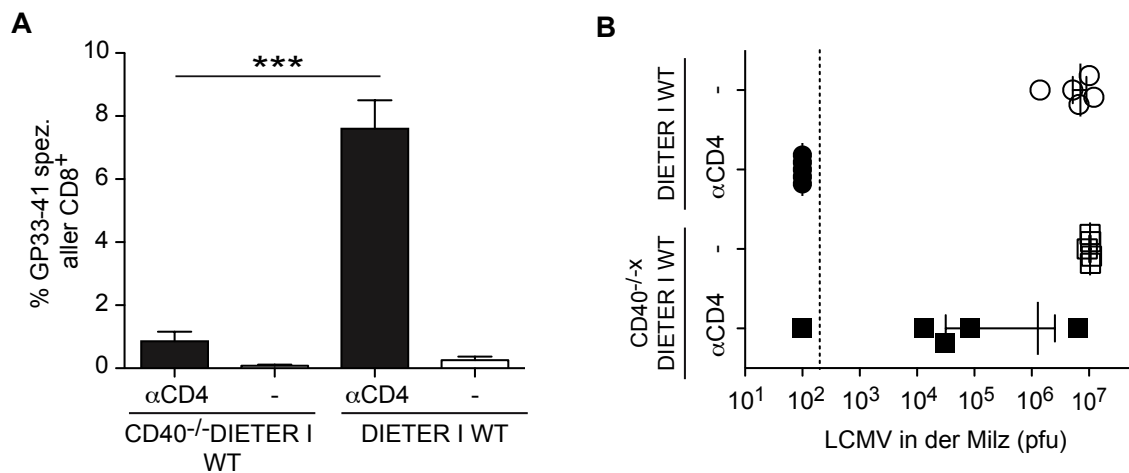 A
10
8
6
4
2
0
% GP33-41 spez.
aller CD8⁺
***
αCD4
-
αCD4
-
CD40⁻/⁻DIETER I
WT
DIETER I WT
B
DIETER I WT
-
αCD4
CD40⁻/⁻x
DIETER I WT
-
αCD4
10¹ 10² 10³ 10⁴ 10⁵ 10⁶ 10⁷
LCMV in der Milz (pfu)